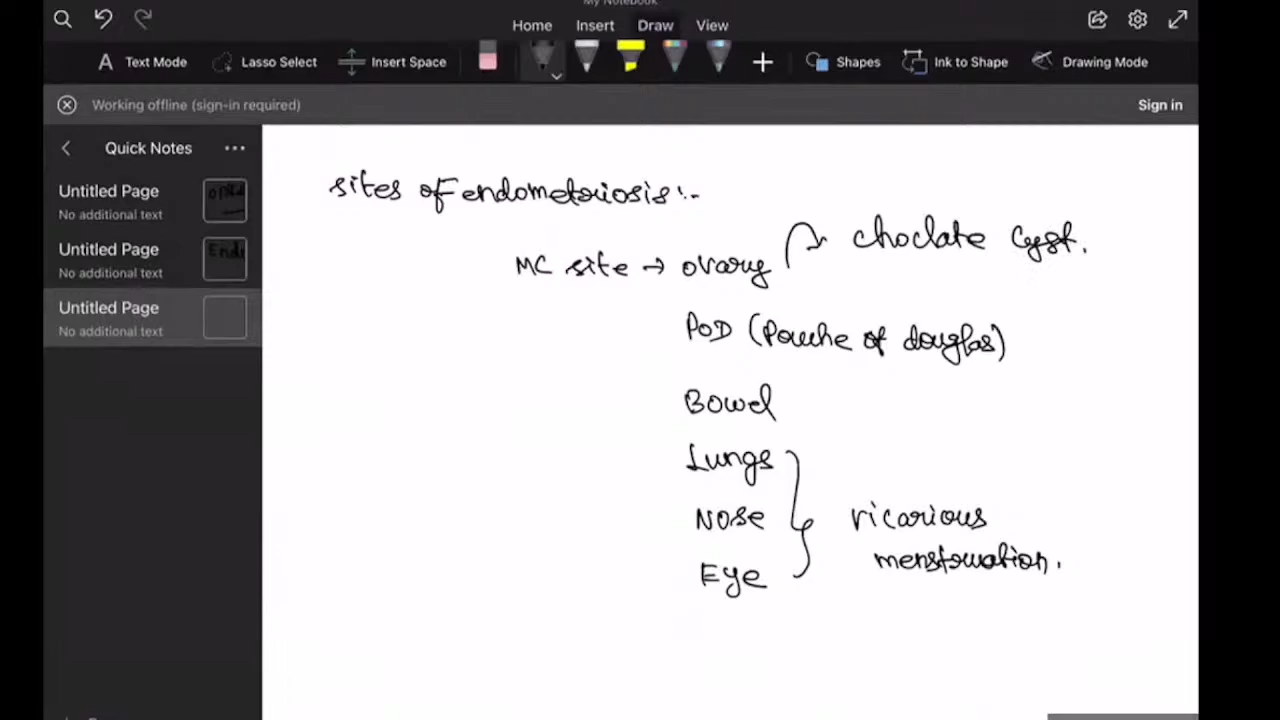 My Notebook
Home Insert Draw View
Text Mode Lasso Select Insert Space Shapes Ink to Shape Drawing Mode
Working offline (sign-in required) Sign in
Quick Notes
Untitled Page
No additional text
Untitled Page
No additional text
Untitled Page
No additional text
sites of endometoriosis:-
MC site → ovary → choclate cyst.
POD (Pouche of douglas)
Bowel
Lungs
Nose
Eye
vicarious
menstruation.